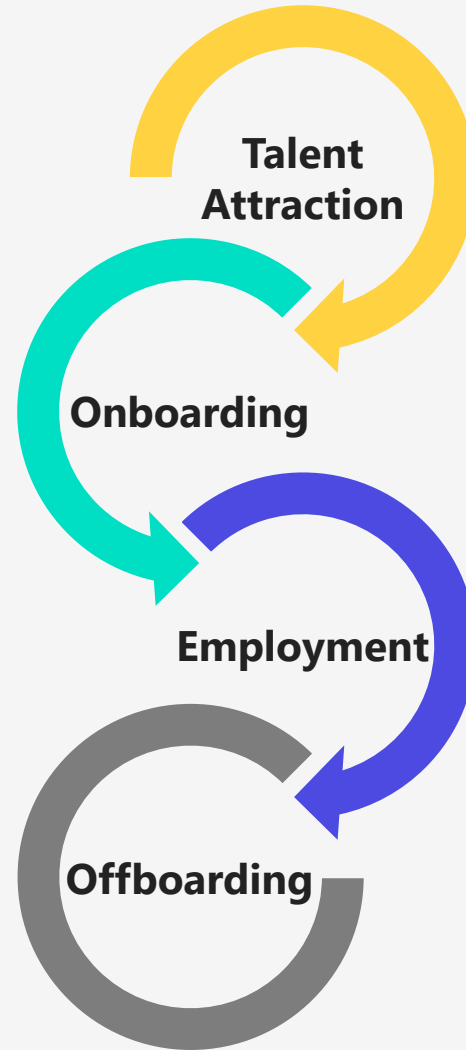 Talent
Attraction
Onboarding
Employment
Offboarding